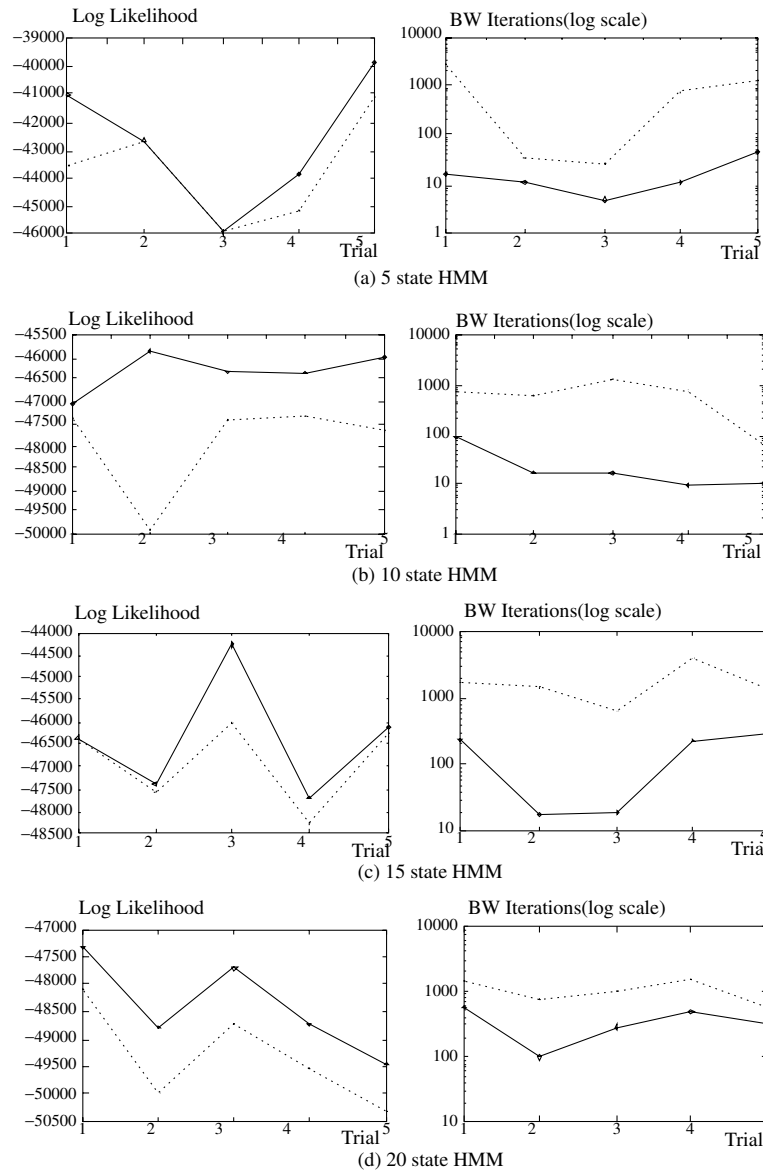 Log Likelihood
BW Iterations(log scale)
−39000
−40000
−41000
−42000
−43000
−44000
−45000
−46000
1 2 3 4 5
Trial
10000
1000
100
10
1
1 2 3 4 5
Trial
(a) 5 state HMM
Log Likelihood
BW Iterations(log scale)
−45500
−46000
−46500
−47000
−47500
−48000
−48500
−49000
−49500
−50000
1 2 3 4 5
Trial
10000
1000
100
10
1
1 2 3 4 5
Trial
(b) 10 state HMM
Log Likelihood
BW Iterations(log scale)
−44000
−44500
−45000
−45500
−46000
−46500
−47000
−47500
−48000
−48500
1 2 3 4 5
Trial
10000
1000
100
10
1 2 3 4 5
Trial
(c) 15 state HMM
Log Likelihood
BW Iterations(log scale)
−47000
−47500
−48000
−48500
−49000
−49500
−50000
−50500
1 2 3 4 5
Trial
10000
1000
100
10
1 2 3 4 5
Trial
(d) 20 state HMM